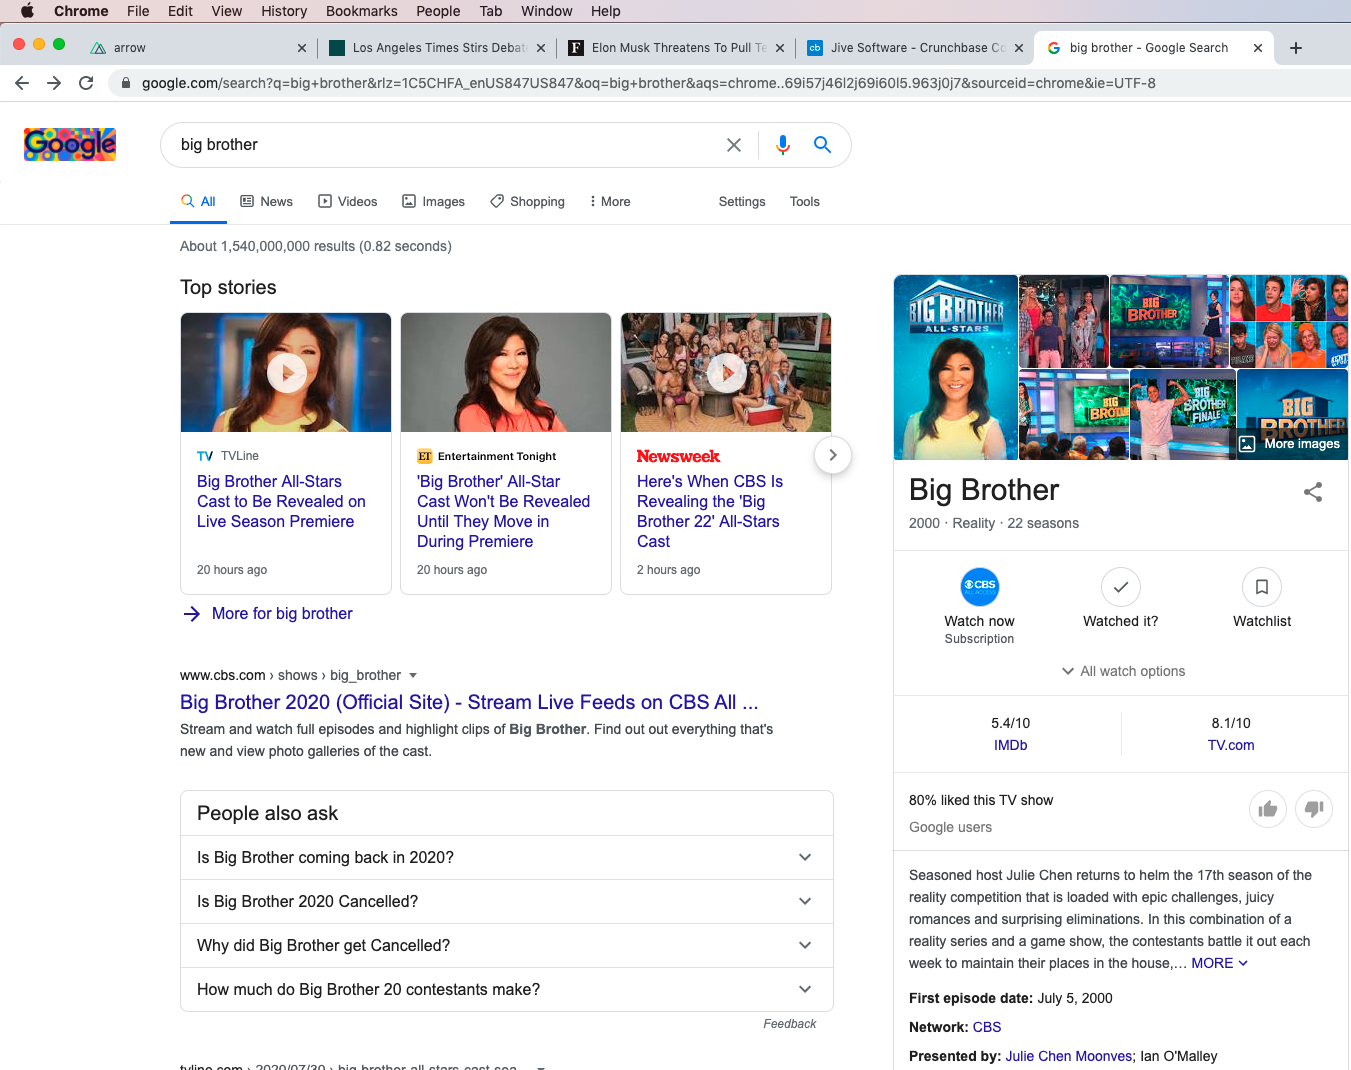 Chrome File Edit View History Bookmarks People Tab Window Help
arrow
Los Angeles Times Stirs Debat
Elon Musk Threatens To Pull Te
Jive Software - Crunchbase Co
big brother - Google Search
google.com/search?q=big+brother&rlz=1C5CHFA_enUS847US847&oq=big+brother&aqs=chrome..69i57j46l2j69i60l5.963j0j7&sourceid=chrome&ie=UTF-8
Google
big brother
All News Videos Images Shopping More Settings Tools
About 1,540,000,000 results (0.82 seconds)
Top stories
TV TVLine
Big Brother All-Stars
Cast to Be Revealed on
Live Season Premiere
20 hours ago
ET Entertainment Tonight
'Big Brother' All-Star
Cast Won't Be Revealed
Until They Move in
During Premiere
20 hours ago
Newsweek
Here's When CBS Is
Revealing the 'Big
Brother 22' All-Stars
Cast
2 hours ago
More for big brother
www.cbs.com › shows › big_brother
Big Brother 2020 (Official Site) - Stream Live Feeds on CBS All ...
Stream and watch full episodes and highlight clips of Big Brother. Find out out everything that's
new and view photo galleries of the cast.
People also ask
Is Big Brother coming back in 2020?
Is Big Brother 2020 Cancelled?
Why did Big Brother get Cancelled?
How much do Big Brother 20 contestants make?
Feedback
tvline.com › 2020/07/30 › big-brother-all-stars-cast-sea...
BIG BROTHER
ALL-STARS
BIG
BROTHER
BIG
BROTHER
BIG
BROTHER
FINALE
BIG
BROTHER
More images
Big Brother
2000 · Reality · 22 seasons
CBS
ALL ACCESS
Watch now
Subscription
Watched it?
Watchlist
All watch options
5.4/10
IMDb
8.1/10
TV.com
80% liked this TV show
Google users
Seasoned host Julie Chen returns to helm the 17th season of the
reality competition that is loaded with epic challenges, juicy
romances and surprising eliminations. In this combination of a
reality series and a game show, the contestants battle it out each
week to maintain their places in the house,… MORE
First episode date: July 5, 2000
Network: CBS
Presented by: Julie Chen Moonves; Ian O'Malley